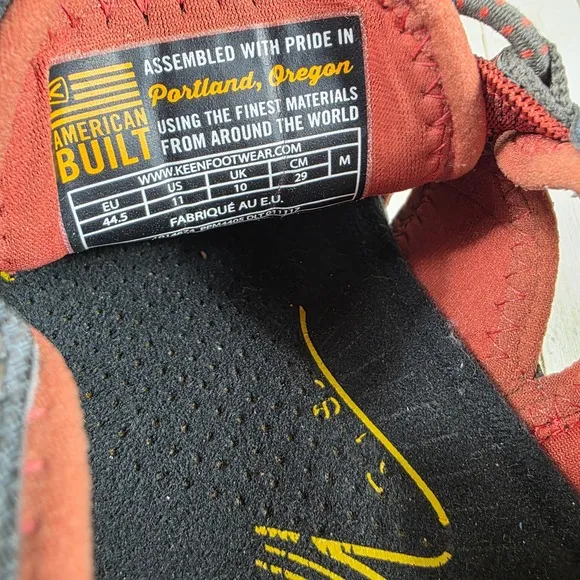 AMERICAN
BUILT
ASSEMBLED WITH PRIDE IN
Portland, Oregon
USING THE FINEST MATERIALS
FROM AROUND THE WORLD
WWW.KEENFOOTWEAR.COM
EU US UK CM M
44.5 11 10 29
FABRIQUÉ AU E.U.